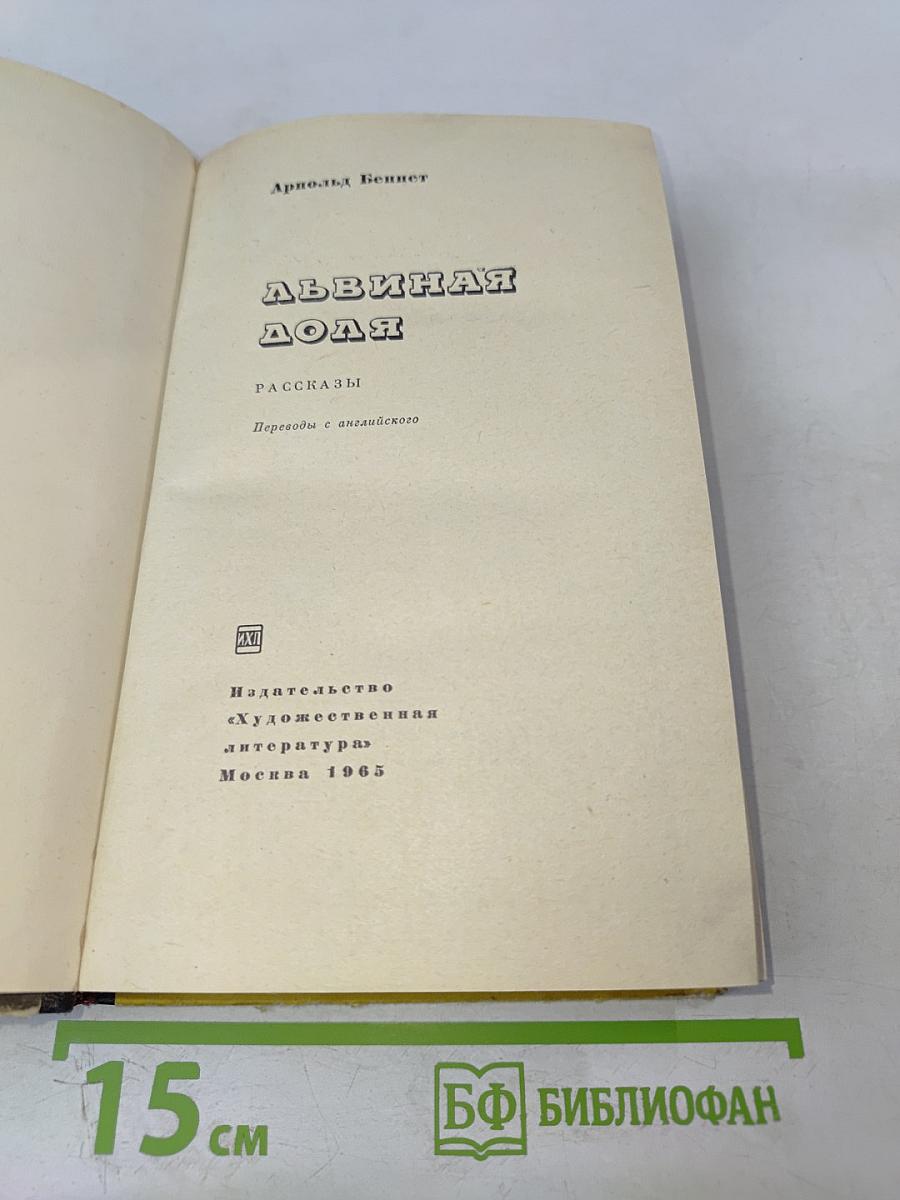 Арнольд Беннет
ЛЬВИНАЯ
ДОЛЯ
РАССКАЗЫ
Переводы с английского
ИХЛ
Издательство
«Художественная
литература»
Москва 1965
15 см
БФ БИБЛИОФАН